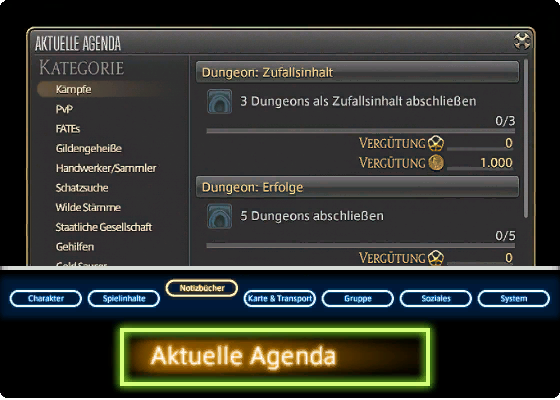 AKTUELLE AGENDA
KATEGORIE
Kämpfe
PvP
FATEs
Gildengeheiße
Handwerker/Sammler
Schatzsuche
Wilde Stämme
Staatliche Gesellschaft
Gehilfen
Gold Saucer
Dungeon: Zufallsinhalt
3 Dungeons als Zufallsinhalt abschließen
0/3
VERGÜTUNG 0
VERGÜTUNG 1.000
Dungeon: Erfolge
5 Dungeons abschließen
0/5
VERGÜTUNG 0
Charakter
Spielinhalte
Notizbücher
Karte & Transport
Gruppe
Soziales
System
Aktuelle Agenda